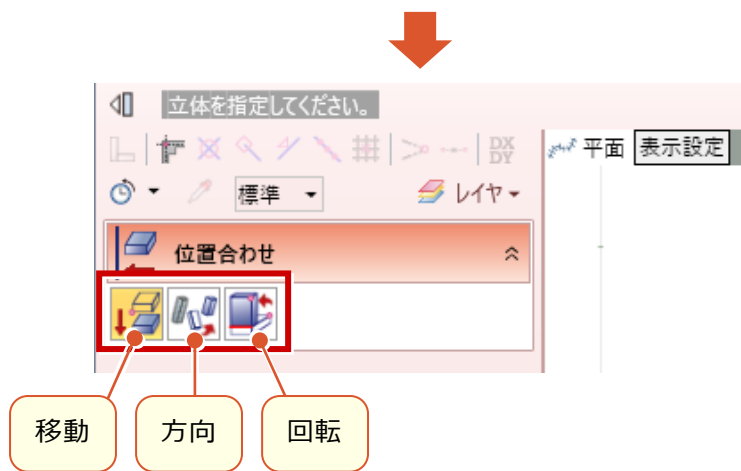 立体を指定してください。
DX
DY
平面 表示設定
標準 レイヤ
位置合わせ
移動 方向 回転